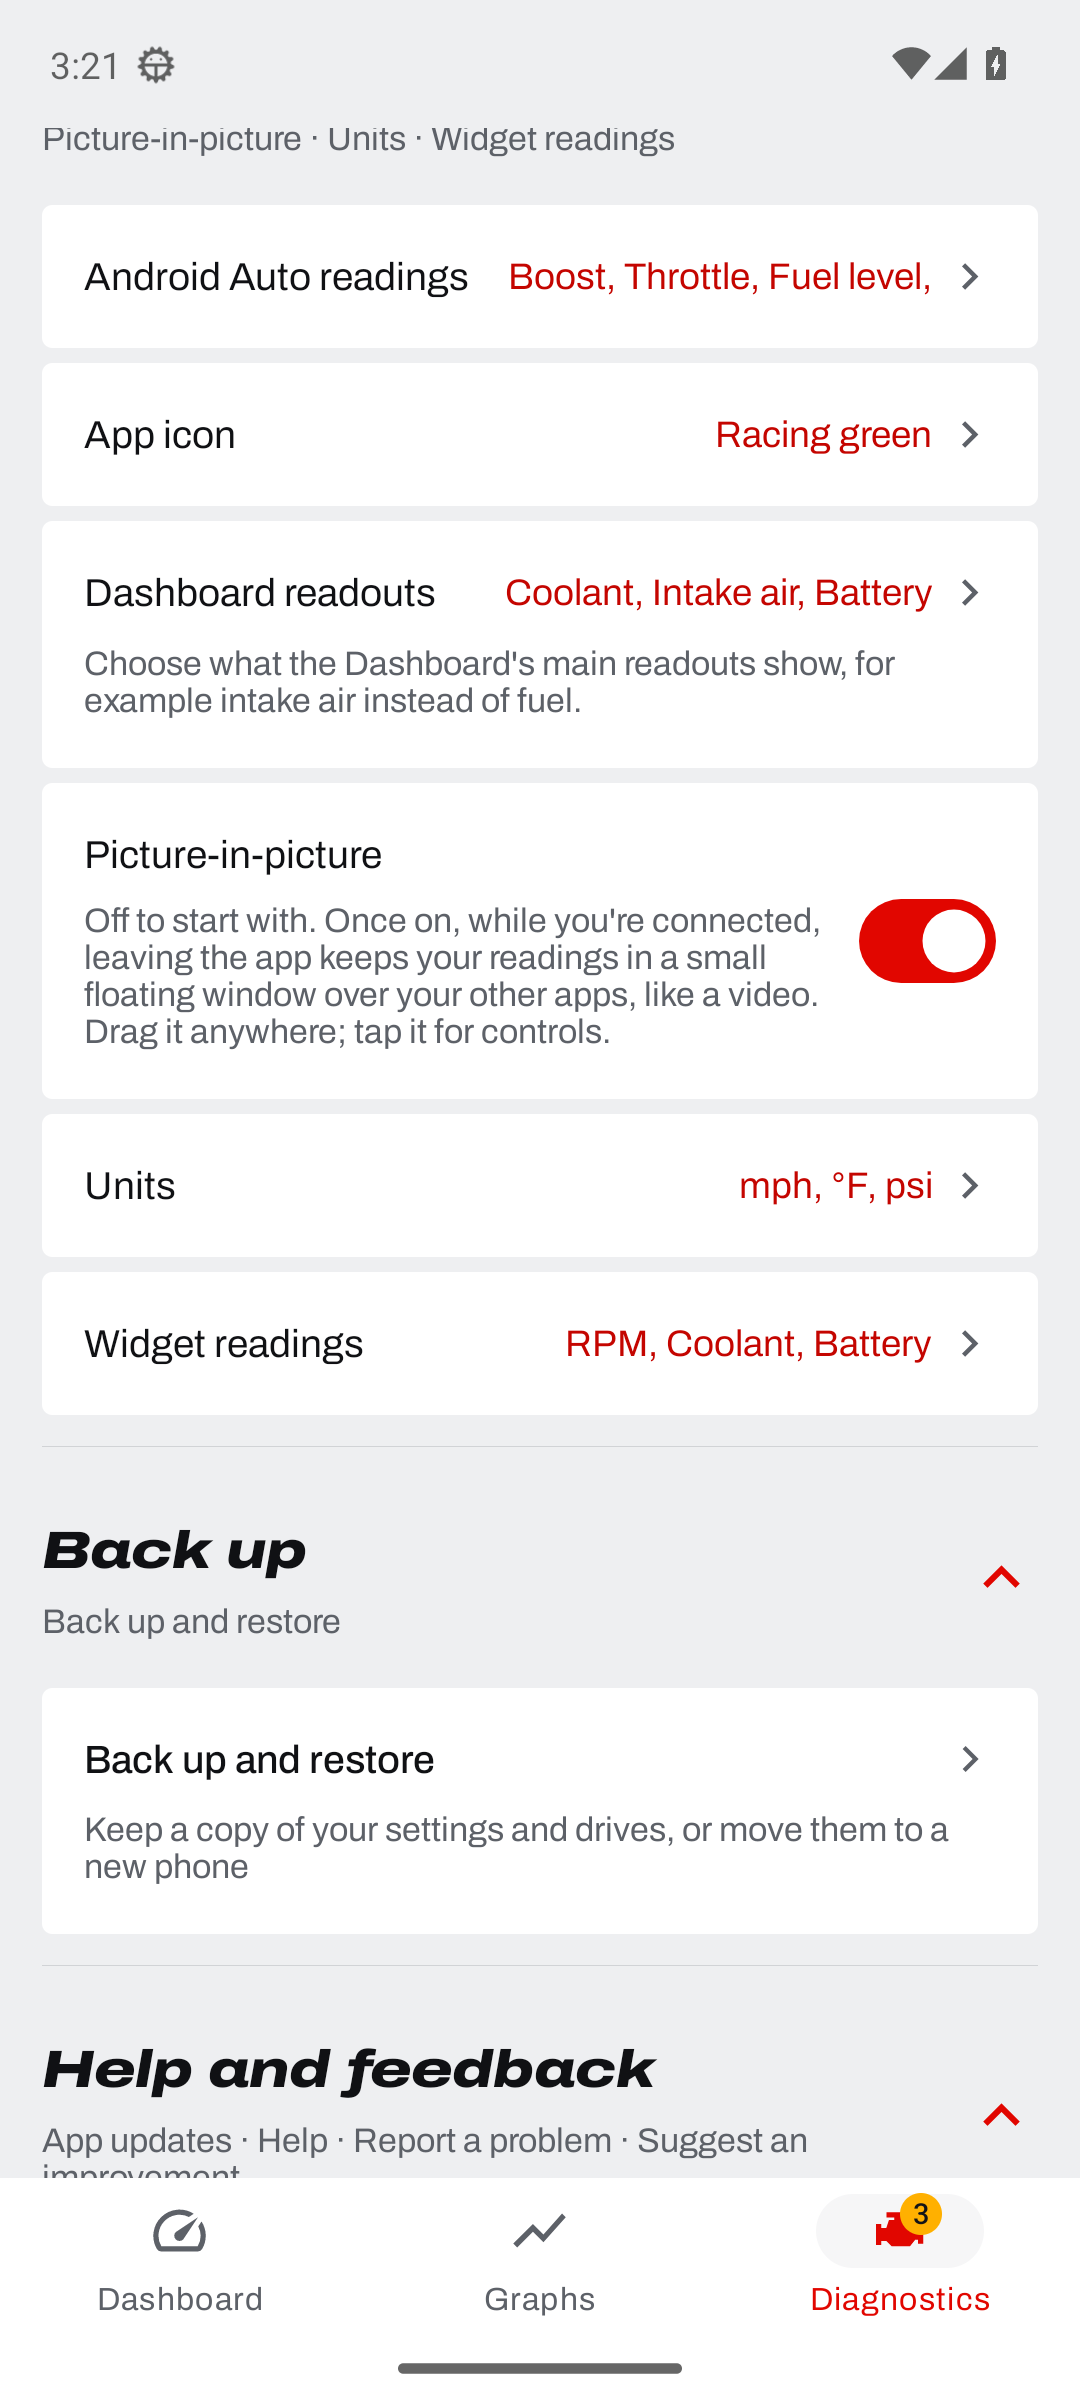 3:21
Picture-in-picture · Units · Widget readings
Android Auto readings
Boost, Throttle, Fuel level,
App icon
Racing green
Dashboard readouts
Coolant, Intake air, Battery
Choose what the Dashboard's main readouts show, for
example intake air instead of fuel.
Picture-in-picture
Off to start with. Once on, while you're connected,
leaving the app keeps your readings in a small
floating window over your other apps, like a video.
Drag it anywhere; tap it for controls.
Units
mph, °F, psi
Widget readings
RPM, Coolant, Battery
Back up
Back up and restore
Back up and restore
Keep a copy of your settings and drives, or move them to a
new phone
Help and feedback
App updates · Help · Report a problem · Suggest an
improvement
3
Dashboard
Graphs
Diagnostics